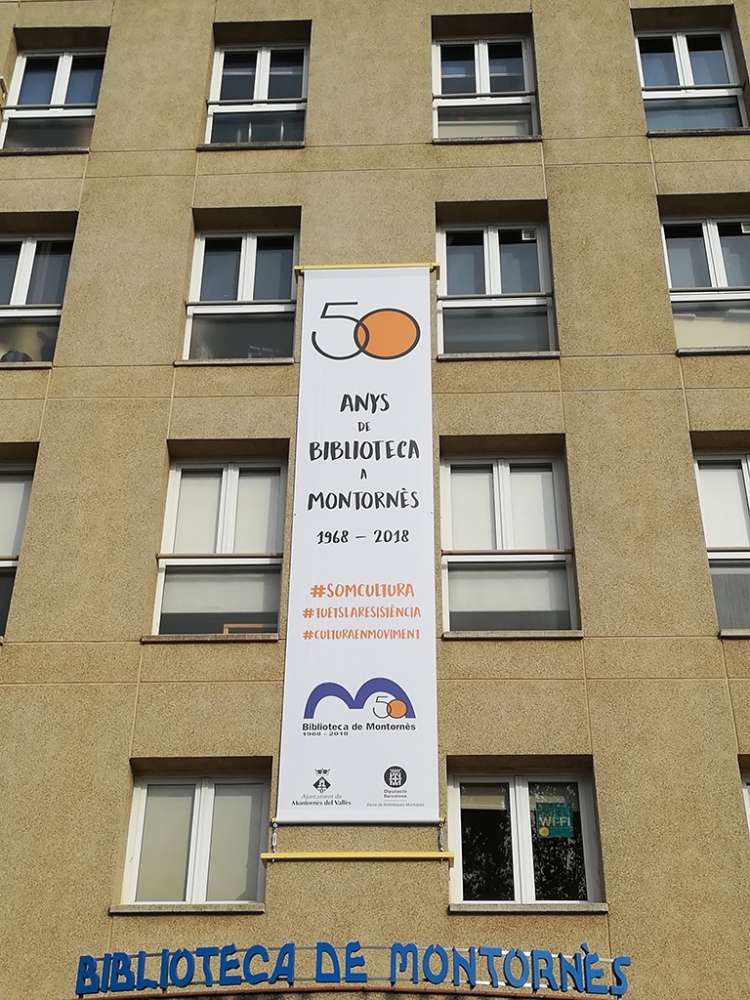 50
ANYS
DE
BIBLIOTECA
A
MONTORNÈS
1968 – 2018
#SOMCULTURA
#TUETSLARESISTÈNCIA
#CULTURAENMOVIMENT
50
Biblioteca de Montornès
1968 - 2018
Ajuntament de
Montornès del Vallès
Diputació
Barcelona
Xarxa de Biblioteques Municipals
WI-FI
BIBLIOTECA DE MONTORNÈS